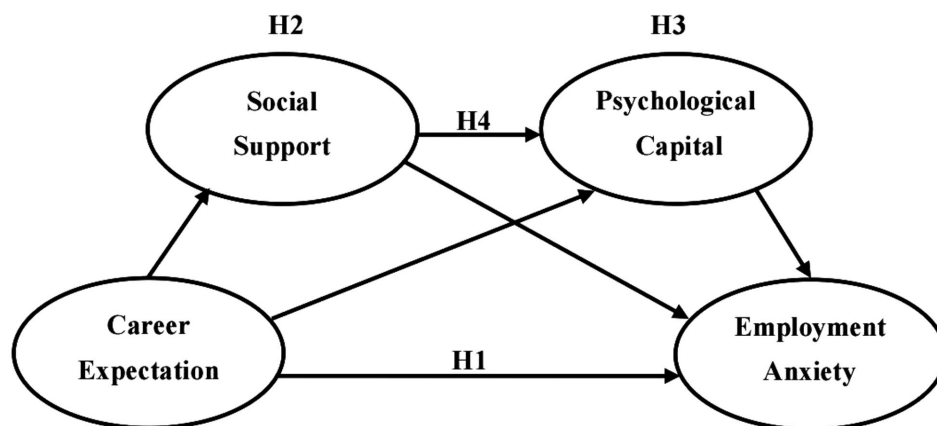 H2
H3
Social
Support
H4
Psychological
Capital
Career
Expectation
H1
Employment
Anxiety